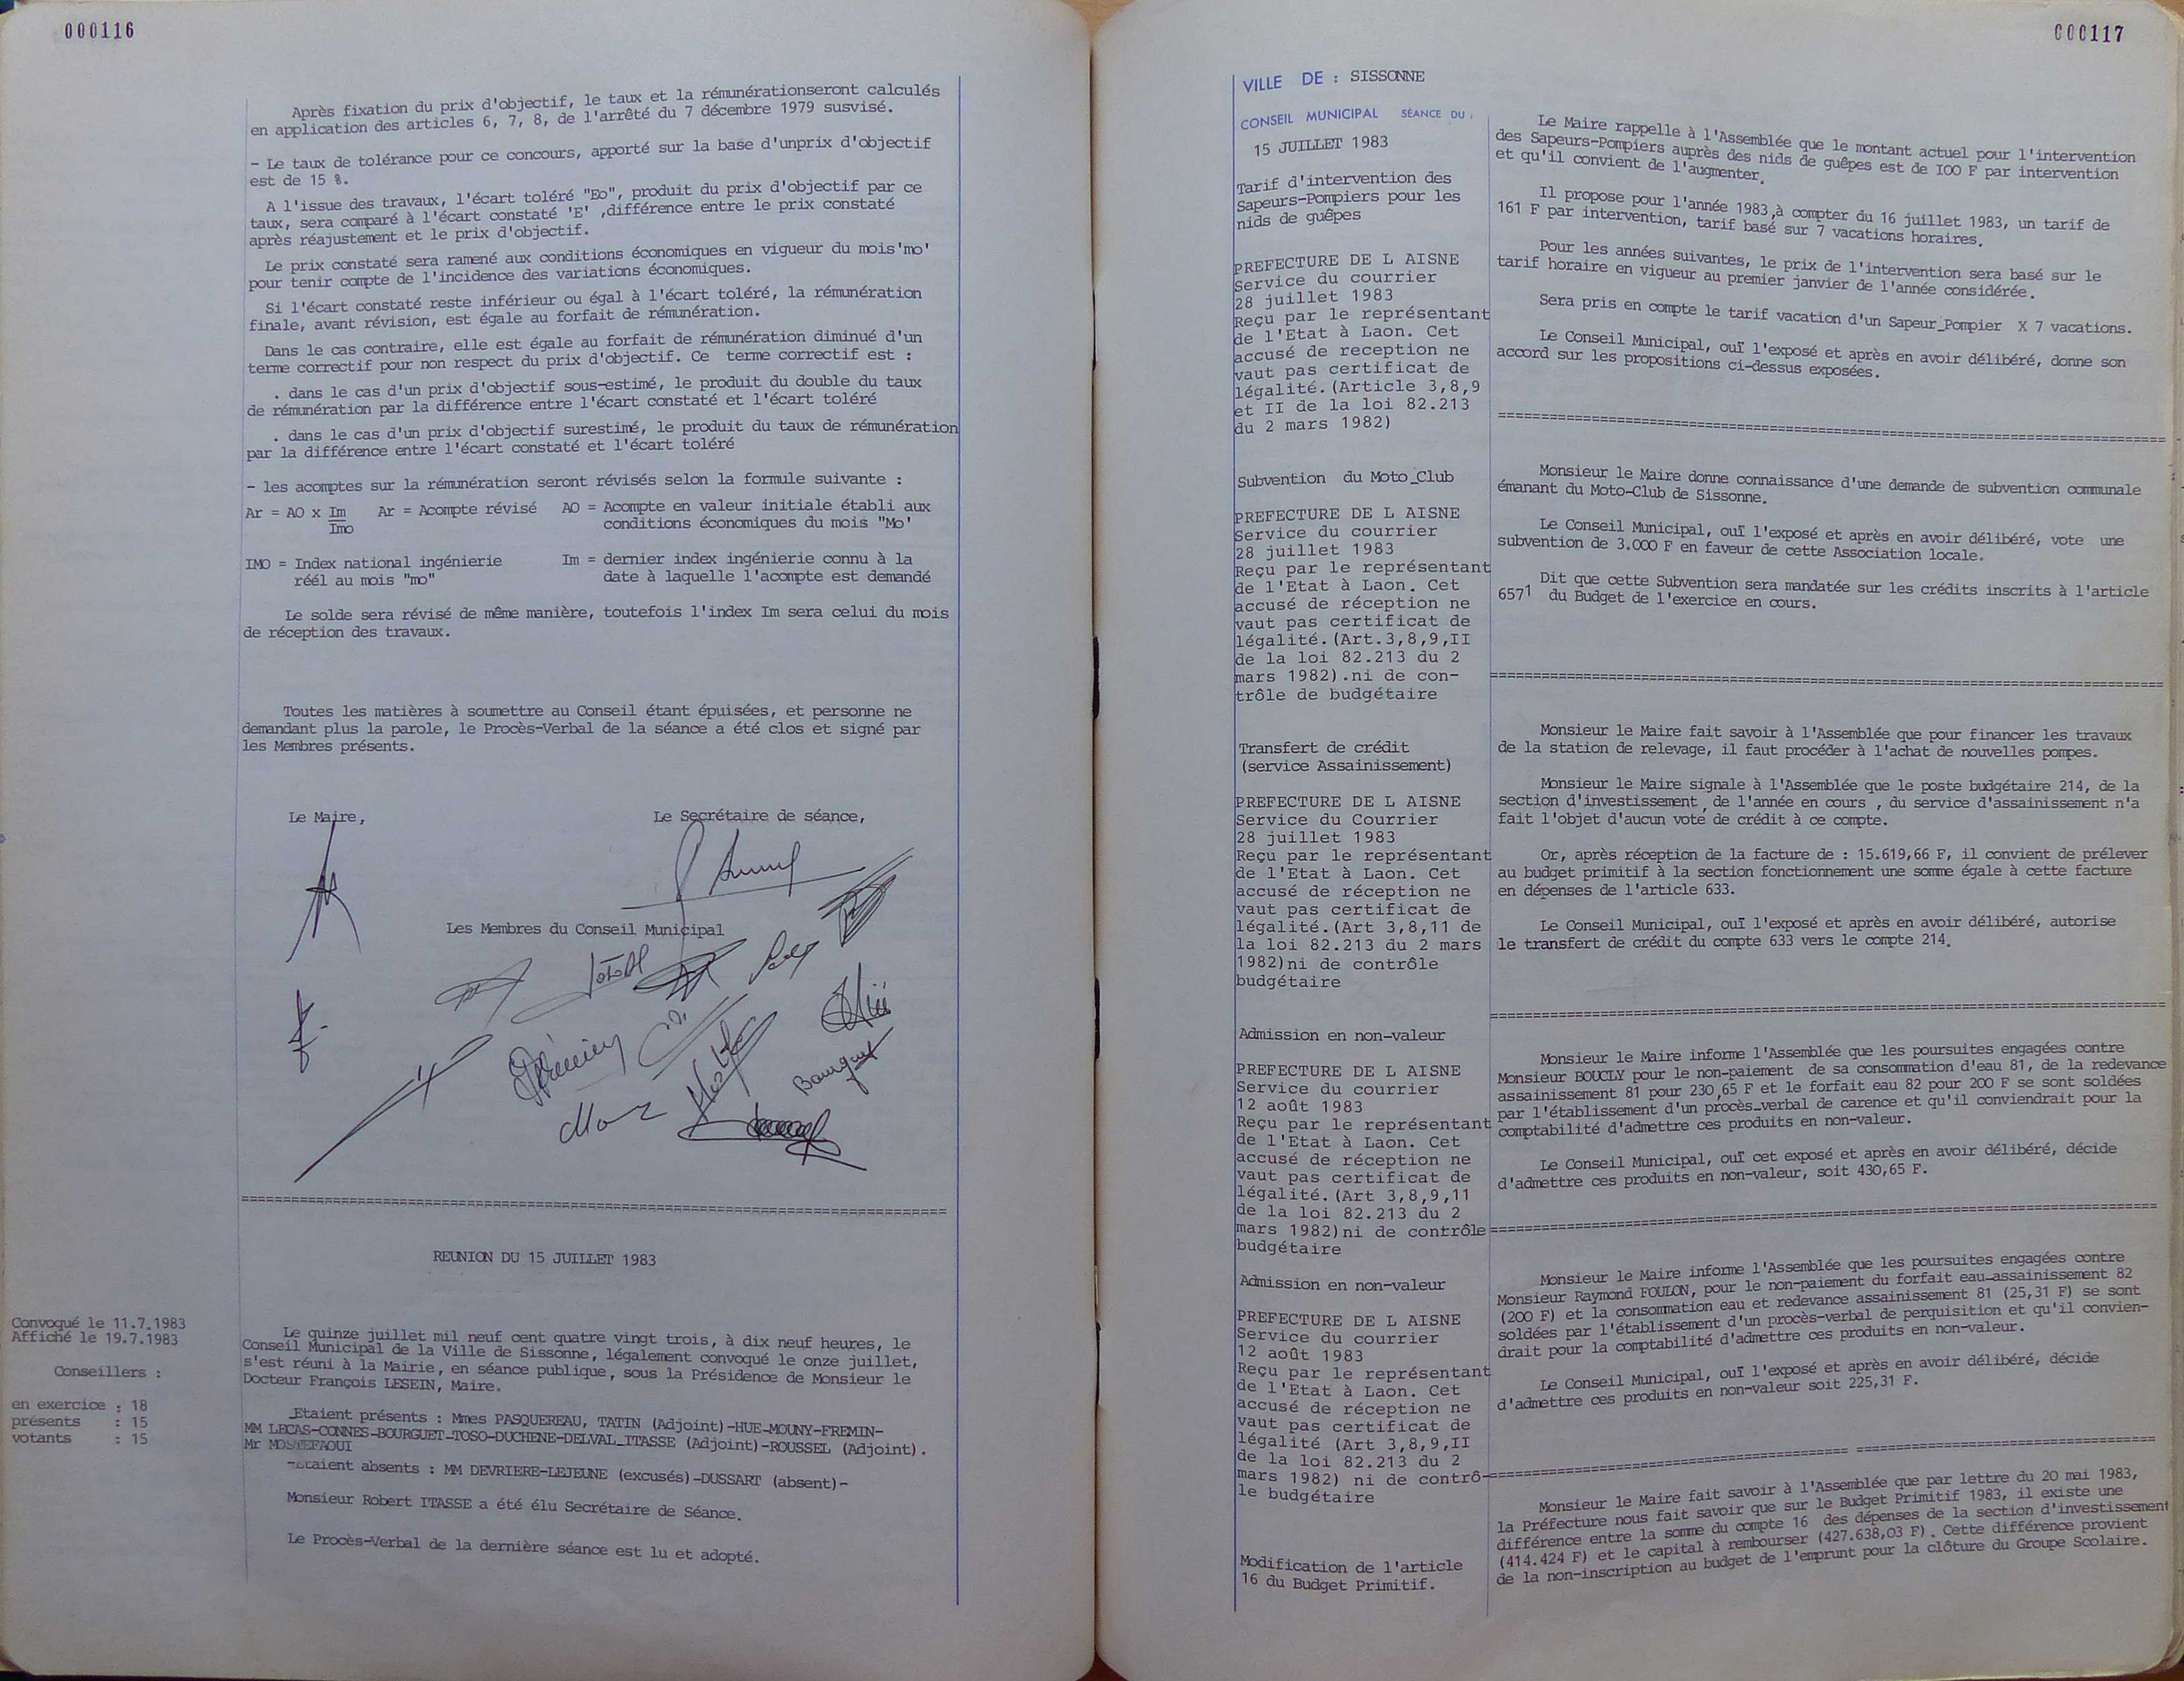 000116
Après fixation du prix d'objectif, le taux et la rémunérationseront calculés
en application des articles 6, 7, 8, de l'arrêté du 7 décembre 1979 susvisé.
- Le taux de tolérance pour ce concours, apporté sur la base d'unprix d'objectif
est de 15 %.
A l'issue des travaux, l'écart toléré "Eo", produit du prix d'objectif par ce
taux, sera comparé à l'écart constaté 'E' ,différence entre le prix constaté
après réajustement et le prix d'objectif.
Le prix constaté sera ramené aux conditions économiques en vigueur du mois'mo'
pour tenir compte de l'incidence des variations économiques.
Si l'écart constaté reste inférieur ou égal à l'écart toléré, la rémunération
finale, avant révision, est égale au forfait de rémunération.
Dans le cas contraire, elle est égale au forfait de rémunération diminué d'un
terme correctif pour non respect du prix d'objectif. Ce terme correctif est :
. dans le cas d'un prix d'objectif sous-estimé, le produit du double du taux
de rémunération par la différence entre l'écart constaté et l'écart toléré
. dans le cas d'un prix d'objectif surestimé, le produit du taux de rémunération
par la différence entre l'écart constaté et l'écart toléré
- les acomptes sur la rémunération seront révisés selon la formule suivante :
Ar = AO x Im Ar = Acompte révisé AO = Acompte en valeur initiale établi aux
Imo conditions économiques du mois "Mo'
IMO = Index national ingénierie Im = dernier index ingénierie connu à la
réél au mois "mo" date à laquelle l'acompte est demandé
Le solde sera révisé de même manière, toutefois l'index Im sera celui du mois
de réception des travaux.
Toutes les matières à soumettre au Conseil étant épuisées, et personne ne
demandant plus la parole, le Procès-Verbal de la séance a été clos et signé par
les Membres présents.
Le Maire, Le Secrétaire de séance,
Les Membres du Conseil Municipal
Bourguet
================================================
REUNION DU 15 JUILLET 1983
Convoqué le 11.7.1983
Affiché le 19.7.1983
Conseillers :
en exercice : 18
présents : 15
votants : 15
Le quinze juillet mil neuf cent quatre vingt trois, à dix neuf heures, le
Conseil Municipal de la Ville de Sissonne, légalement convoqué le onze juillet,
s'est réuni à la Mairie, en séance publique, sous la Présidence de Monsieur le
Docteur François LESEIN, Maire.
Etaient présents : Mmes PASQUEREAU, TATIN (Adjoint)-HUE-MOUNY-FREMIN-
MM LECAS-CONNES-BOURGUET-TOSO-DUCHENE-DELVAL-ITASSE (Adjoint)-ROUSSEL (Adjoint).
Mr MOSTEFAOUI
-Etaient absents : MM DEVRIERE-LEJEUNE (excusés)-DUSSART (absent)-
Monsieur Robert ITASSE a été élu Secrétaire de Séance.
Le Procès-Verbal de la dernière séance est lu et adopté.
000117
VILLE DE : SISSONNE
CONSEIL MUNICIPAL SÉANCE DU :
15 JUILLET 1983
Tarif d'intervention des
Sapeurs-Pompiers pour les
nids de guêpes
PREFECTURE DE L AISNE
Service du courrier
28 juillet 1983
Reçu par le représentant
de l'Etat à Laon. Cet
accusé de reception ne
vaut pas certificat de
légalité.(Article 3,8,9
et II de la loi 82.213
du 2 mars 1982)
Le Maire rappelle à l'Assemblée que le montant actuel pour l'intervention
des Sapeurs-Pompiers auprès des nids de guêpes est de IOO F par intervention
et qu'il convient de l'augmenter.
Il propose pour l'année 1983,à compter du 16 juillet 1983, un tarif de
161 F par intervention, tarif basé sur 7 vacations horaires.
Pour les années suivantes, le prix de l'intervention sera basé sur le
tarif horaire en vigueur au premier janvier de l'année considérée.
Sera pris en compte le tarif vacation d'un Sapeur_Pompier X 7 vacations.
Le Conseil Municipal, ouï l'exposé et après en avoir délibéré, donne son
accord sur les propositions ci-dessus exposées.
================================================
Subvention du Moto_Club
PREFECTURE DE L AISNE
Service du courrier
28 juillet 1983
Reçu par le représentant
de l'Etat à Laon. Cet
accusé de réception ne
vaut pas certificat de
légalité.(Art.3,8,9,II
de la loi 82.213 du 2
mars 1982).ni de con-
trôle de budgétaire
Monsieur le Maire donne connaissance d'une demande de subvention communale
émanant du Moto-Club de Sissonne.
Le Conseil Municipal, ouï l'exposé et après en avoir délibéré, vote une
subvention de 3.000 F en faveur de cette Association locale.
Dit que cette Subvention sera mandatée sur les crédits inscrits à l'article
6571 du Budget de l'exercice en cours.
================================================
Transfert de crédit
(service Assainissement)
PREFECTURE DE L AISNE
Service du Courrier
28 juillet 1983
Reçu par le représentant
de l'Etat à Laon. Cet
accusé de réception ne
vaut pas certificat de
légalité.(Art 3,8,11 de
la loi 82.213 du 2 mars
1982)ni de contrôle
budgétaire
Monsieur le Maire fait savoir à l'Assemblée que pour financer les travaux
de la station de relevage, il faut procéder à l'achat de nouvelles pompes.
Monsieur le Maire signale à l'Assemblée que le poste budgétaire 214, de la
section d'investissement, de l'année en cours , du service d'assainissement n'a
fait l'objet d'aucun vote de crédit à ce compte.
Or, après réception de la facture de : 15.619,66 F, il convient de prélever
au budget primitif à la section fonctionnement une somme égale à cette facture
en dépenses de l'article 633.
Le Conseil Municipal, ouï l'exposé et après en avoir délibéré, autorise
le transfert de crédit du compte 633 vers le compte 214.
================================================
Admission en non-valeur
PREFECTURE DE L AISNE
Service du courrier
12 août 1983
Reçu par le représentant
de l'Etat à Laon. Cet
accusé de réception ne
vaut pas certificat de
légalité.(Art 3,8,9,11
de la loi 82.213 du 2
mars 1982)ni de contrôle
budgétaire
Monsieur le Maire informe l'Assemblée que les poursuites engagées contre
Monsieur BOUCLY pour le non-paiement de sa consommation d'eau 81, de la redevance
assainissement 81 pour 230,65 F et le forfait eau 82 pour 200 F se sont soldées
par l'établissement d'un procès-verbal de carence et qu'il conviendrait pour la
comptabilité d'admettre ces produits en non-valeur.
Le Conseil Municipal, ouï cet exposé et après en avoir délibéré, décide
d'admettre ces produits en non-valeur, soit 430,65 F.
================================================
Admission en non-valeur
PREFECTURE DE L AISNE
Service du courrier
12 août 1983
Reçu par le représentant
de l'Etat à Laon. Cet
accusé de réception ne
vaut pas certificat de
légalité (Art 3,8,9,II
de la loi 82.213 du 2
mars 1982) ni de contrô-
le budgétaire
Monsieur le Maire informe l'Assemblée que les poursuites engagées contre
Monsieur Raymond FOULON, pour le non-paiement du forfait eau-assainissement 82
(200 F) et la consommation eau et redevance assainissement 81 (25,31 F) se sont
soldées par l'établissement d'un procès-verbal de perquisition et qu'il convien-
drait pour la comptabilité d'admettre ces produits en non-valeur.
Le Conseil Municipal, ouï l'exposé et après en avoir délibéré, décide
d'admettre ces produits en non-valeur soit 225,31 F.
================================================
Modification de l'article
16 du Budget Primitif.
Monsieur le Maire fait savoir à l'Assemblée que par lettre du 20 mai 1983,
la Préfecture nous fait savoir que sur le Budget Primitif 1983, il existe une
différence entre la somme du compte 16 des dépenses de la section d'investissement
(414.424 F) et le capital à rembourser (427.638,O3 F). Cette différence provient
de la non-inscription au budget de l'emprunt pour la clôture du Groupe Scolaire.